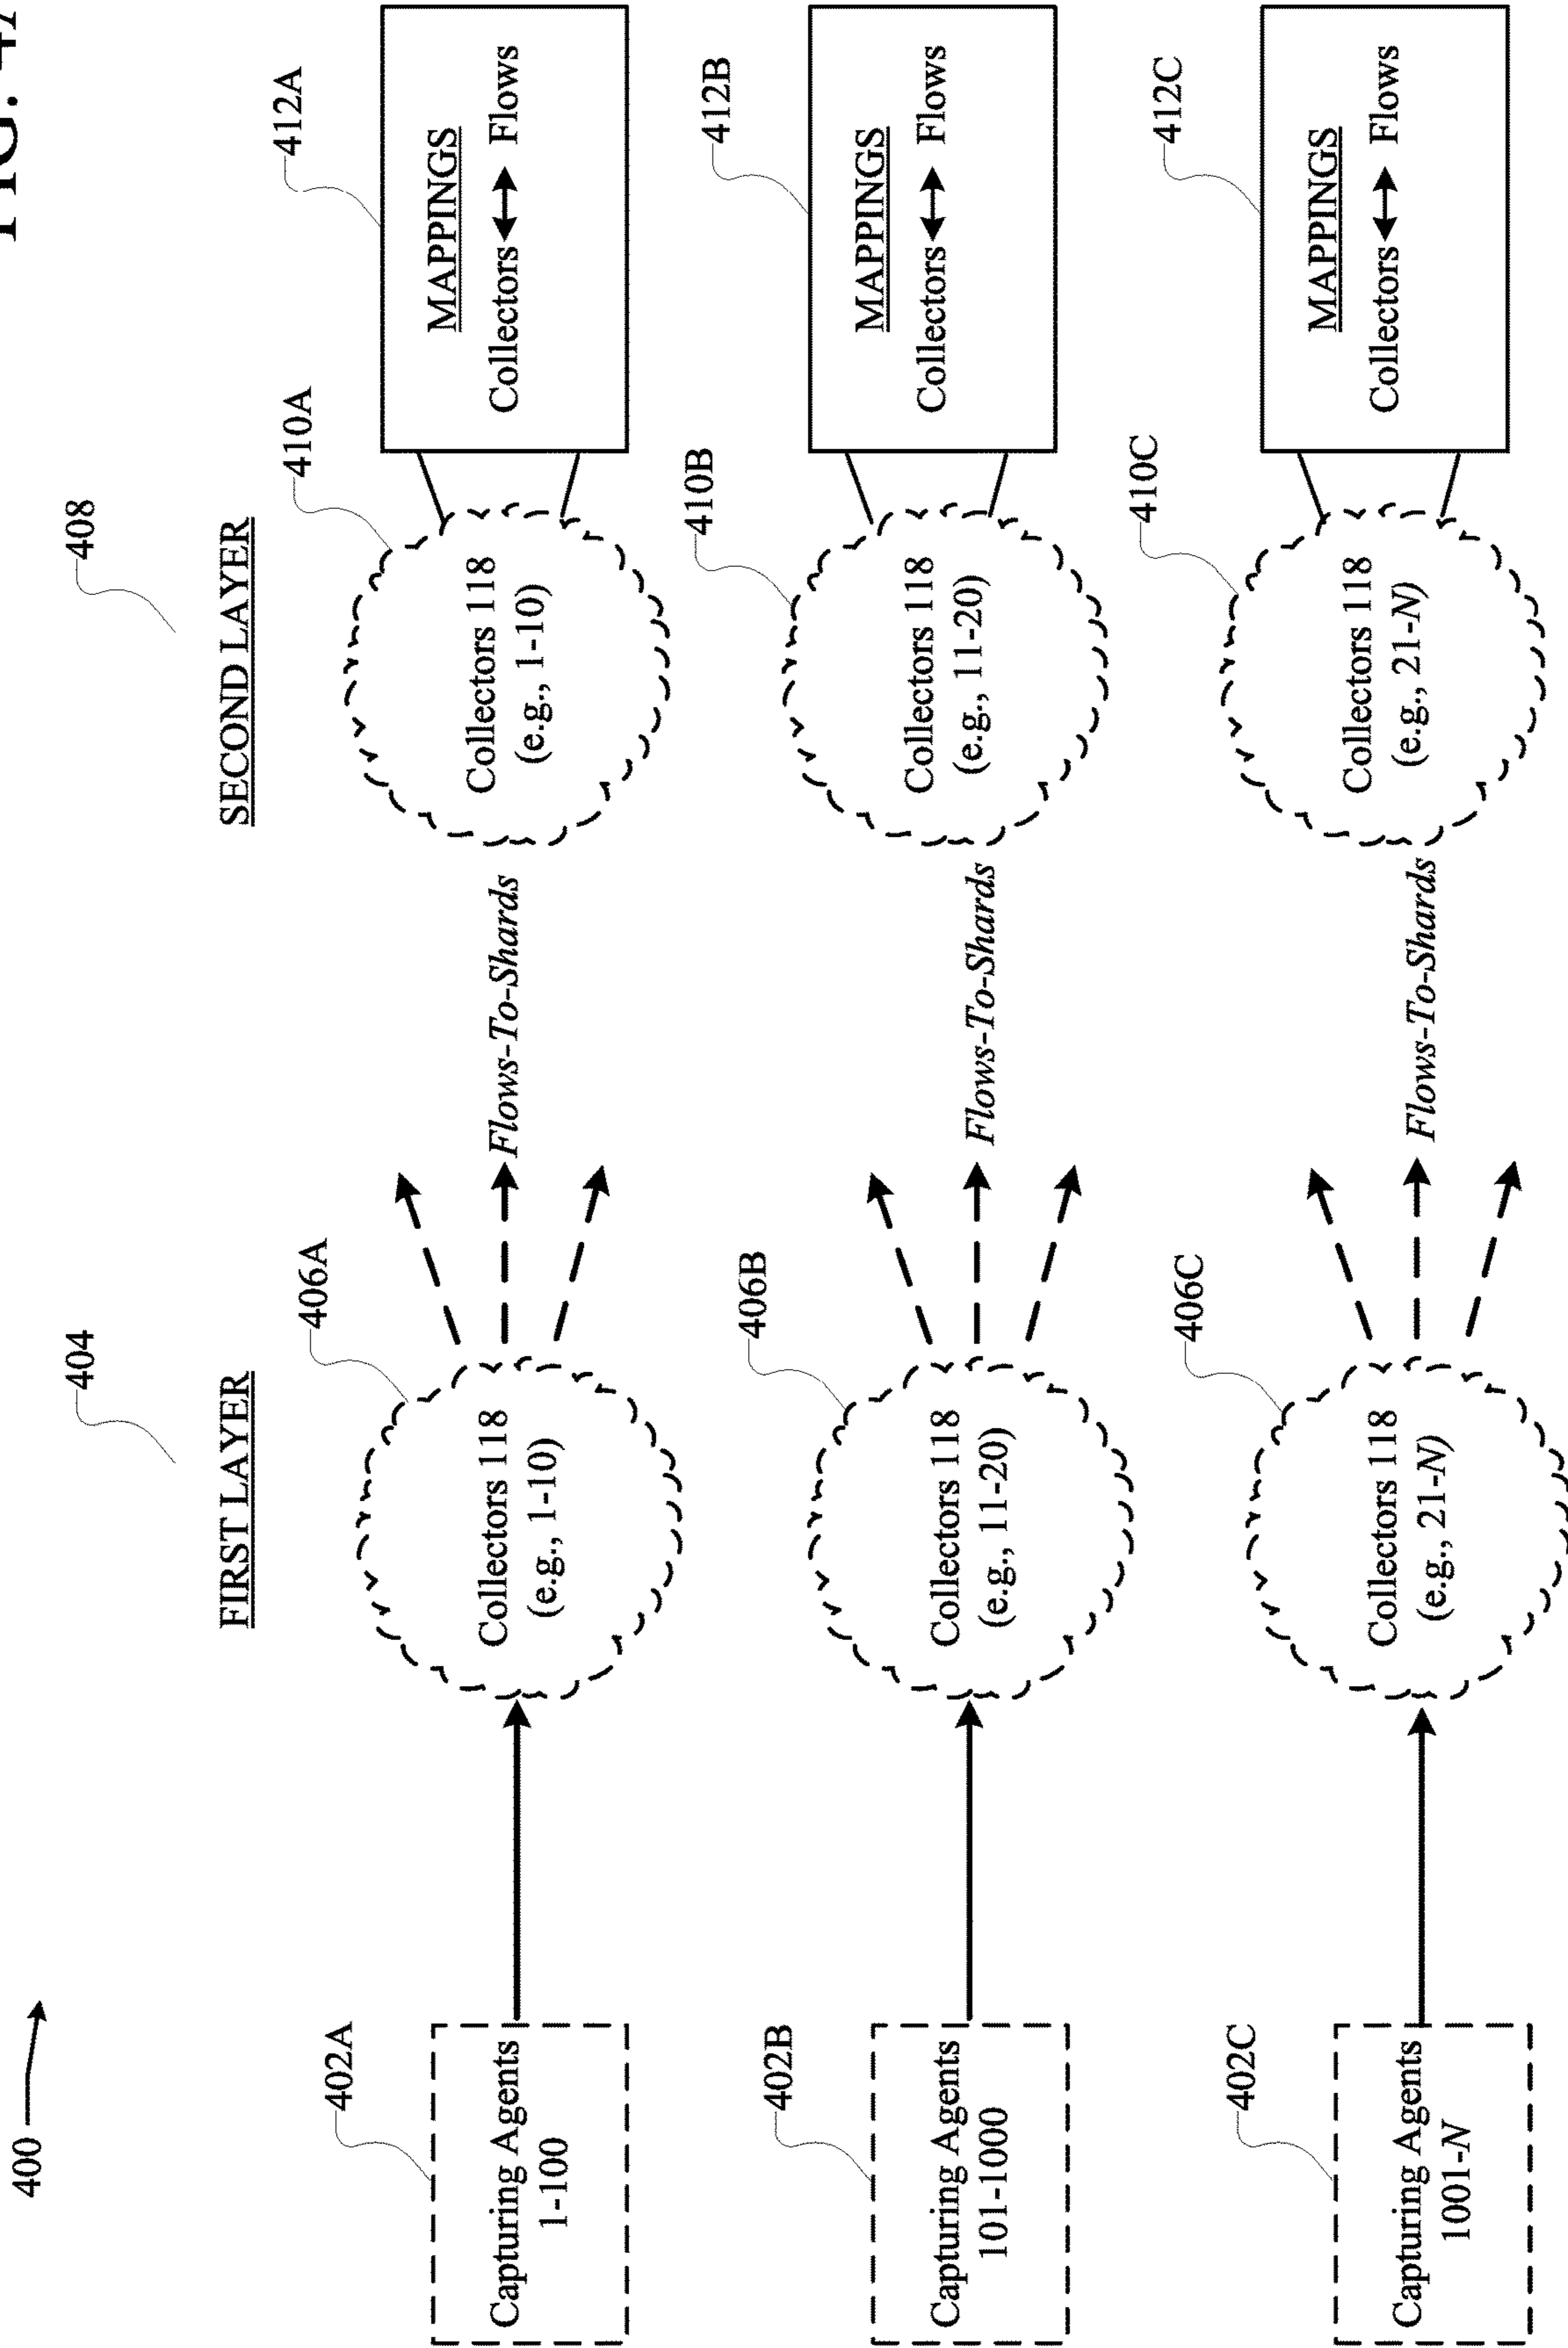 FIG. 4A
400
404
408
FIRST LAYER
SECOND LAYER
402A
406A
410A
412A
Capturing Agents
1-100
Collectors 118
(e.g., 1-10)
Flows-To-Shards
Collectors 118
(e.g., 1-10)
MAPPINGS
Collectors Flows
402B
406B
410B
412B
Capturing Agents
101-1000
Collectors 118
(e.g., 11-20)
Flows-To-Shards
Collectors 118
(e.g., 11-20)
MAPPINGS
Collectors Flows
402C
406C
410C
412C
Capturing Agents
1001-N
Collectors 118
(e.g., 21-N)
Flows-To-Shards
Collectors 118
(e.g., 21-N)
MAPPINGS
Collectors Flows